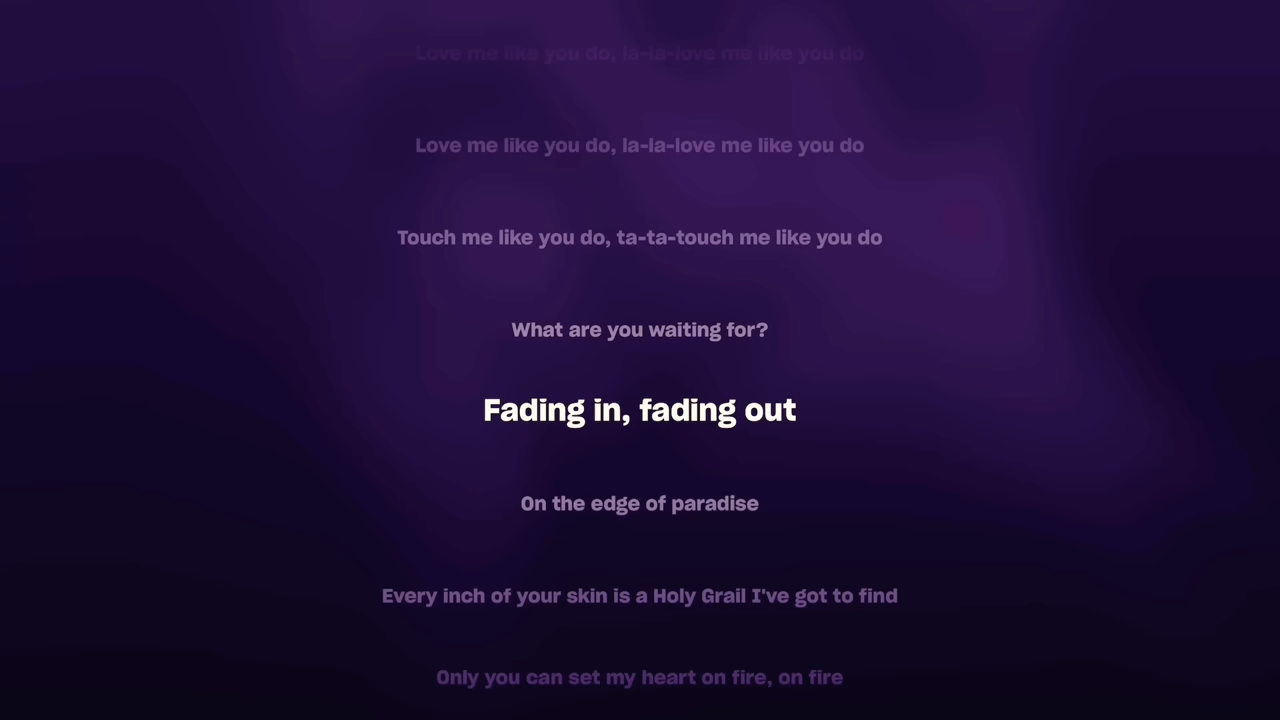 Love me like you do, la-la-love me like you do
Love me like you do, la-la-love me like you do
Touch me like you do, ta-ta-touch me like you do
What are you waiting for?
Fading in, fading out
On the edge of paradise
Every inch of your skin is a Holy Grail I've got to find
Only you can set my heart on fire, on fire